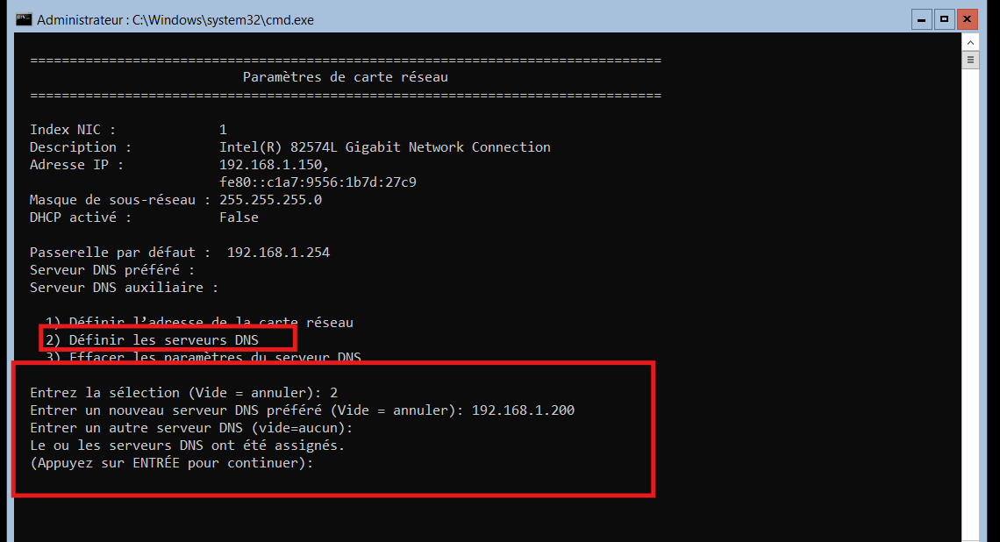 Administrateur : C:\Windows\system32\cmd.exe
================================================================================
Paramètres de carte réseau
================================================================================
Index NIC : 1
Description : Intel(R) 82574L Gigabit Network Connection
Adresse IP : 192.168.1.150,
fe80::c1a7:9556:1b7d:27c9
Masque de sous-réseau : 255.255.255.0
DHCP activé : False
Passerelle par défaut : 192.168.1.254
Serveur DNS préféré :
Serveur DNS auxiliaire :
1) Définir l’adresse de la carte réseau
2) Définir les serveurs DNS
3) Effacer les paramètres du serveur DNS
Entrez la sélection (Vide = annuler): 2
Entrer un nouveau serveur DNS préféré (Vide = annuler): 192.168.1.200
Entrer un autre serveur DNS (vide=aucun):
Le ou les serveurs DNS ont été assignés.
(Appuyez sur ENTRÉE pour continuer):